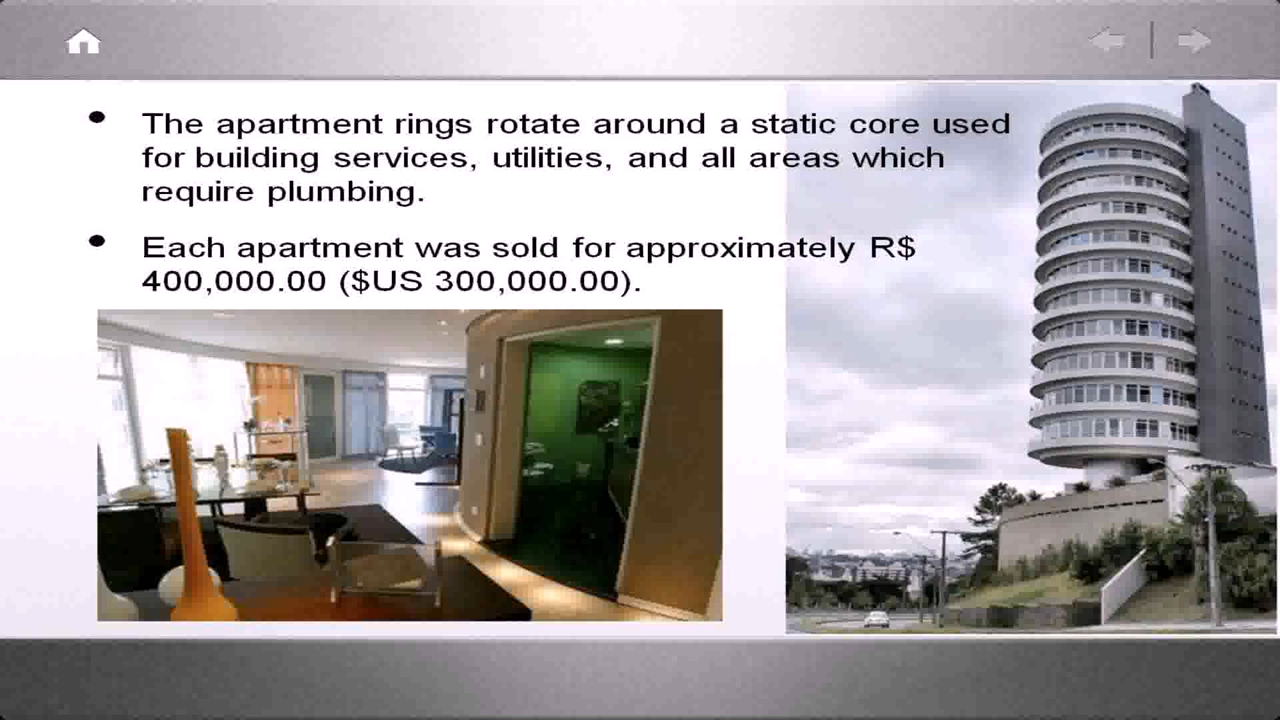 The apartment rings rotate around a static core used
for building services, utilities, and all areas which
require plumbing.
Each apartment was sold for approximately R$
400,000.00 ($US 300,000.00).